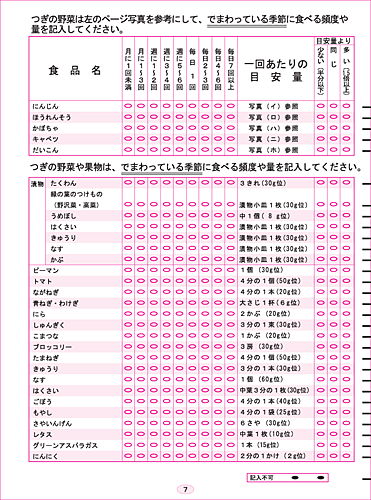 つぎの野菜は左のページ写真を参考にして、でまわっている季節に食べる頻度や
量を記入してください。
食品名 月に1回未満 月に1〜3回 週に1〜2回 週に3〜4回 週に5〜6回 毎日1回 毎日2〜3回 毎日4〜6回 毎日7回以上 一回あたりの目安量 目安量より 少ない(半分以下) 同じ 多い(1.5倍以上)
にんじん 写真(イ)参照
ほうれんそう 写真(ロ)参照
かぼちゃ 写真(ハ)参照
キャベツ 写真(ニ)参照
だいこん 写真(ホ)参照
つぎの野菜や果物は、でまわっている季節に食べる頻度や量を記入してください。
漬物 たくわん 3きれ(30g位)
緑の葉のつけもの
(野沢菜・高菜) 漬物小皿1杯(30g位)
うめぼし 中1個(8g位)
はくさい 漬物小皿1杯(30g位)
きゅうり 漬物小皿1杯(30g位)
なす 漬物小皿1杯(30g位)
かぶ 漬物小皿1杯(30g位)
ピーマン 1個(30g位)
トマト 4分の1個(50g位)
ながねぎ 4分の1本(20g位)
青ねぎ・わけぎ 大さじ1杯(6g位)
にら 2かぶ(20g位)
しゅんぎく 3分の1束(30g位)
こまつな 1かぶ(20g位)
ブロッコリー 3房(30g位)
たまねぎ 4分の1個(50g位)
きゅうり 3分の1本(30g位)
なす 1個(60g位)
はくさい 中葉3分の1枚(30g位)
ごぼう 4分の1本(40g位)
もやし 4分の1袋(25g位)
さやいんげん 6さや(30g位)
レタス 中葉1枚(10g位)
グリーンアスパラガス 1本(15g位)
にんにく 2分の1かけ(2g位)
記入不可
7